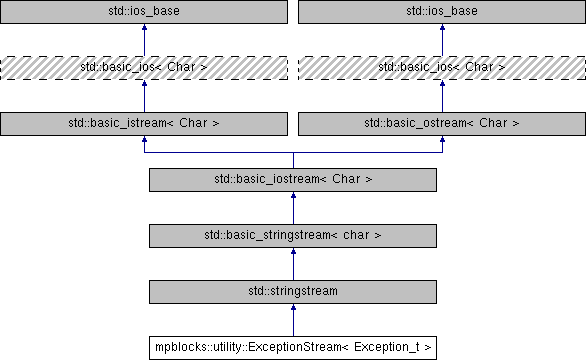 std::ios_base
std::ios_base
std::basic_ios< Char >
std::basic_ios< Char >
std::basic_istream< Char >
std::basic_ostream< Char >
std::basic_iostream< Char >
std::basic_stringstream< char >
std::stringstream
mpblocks::utility::ExceptionStream< Exception_t >